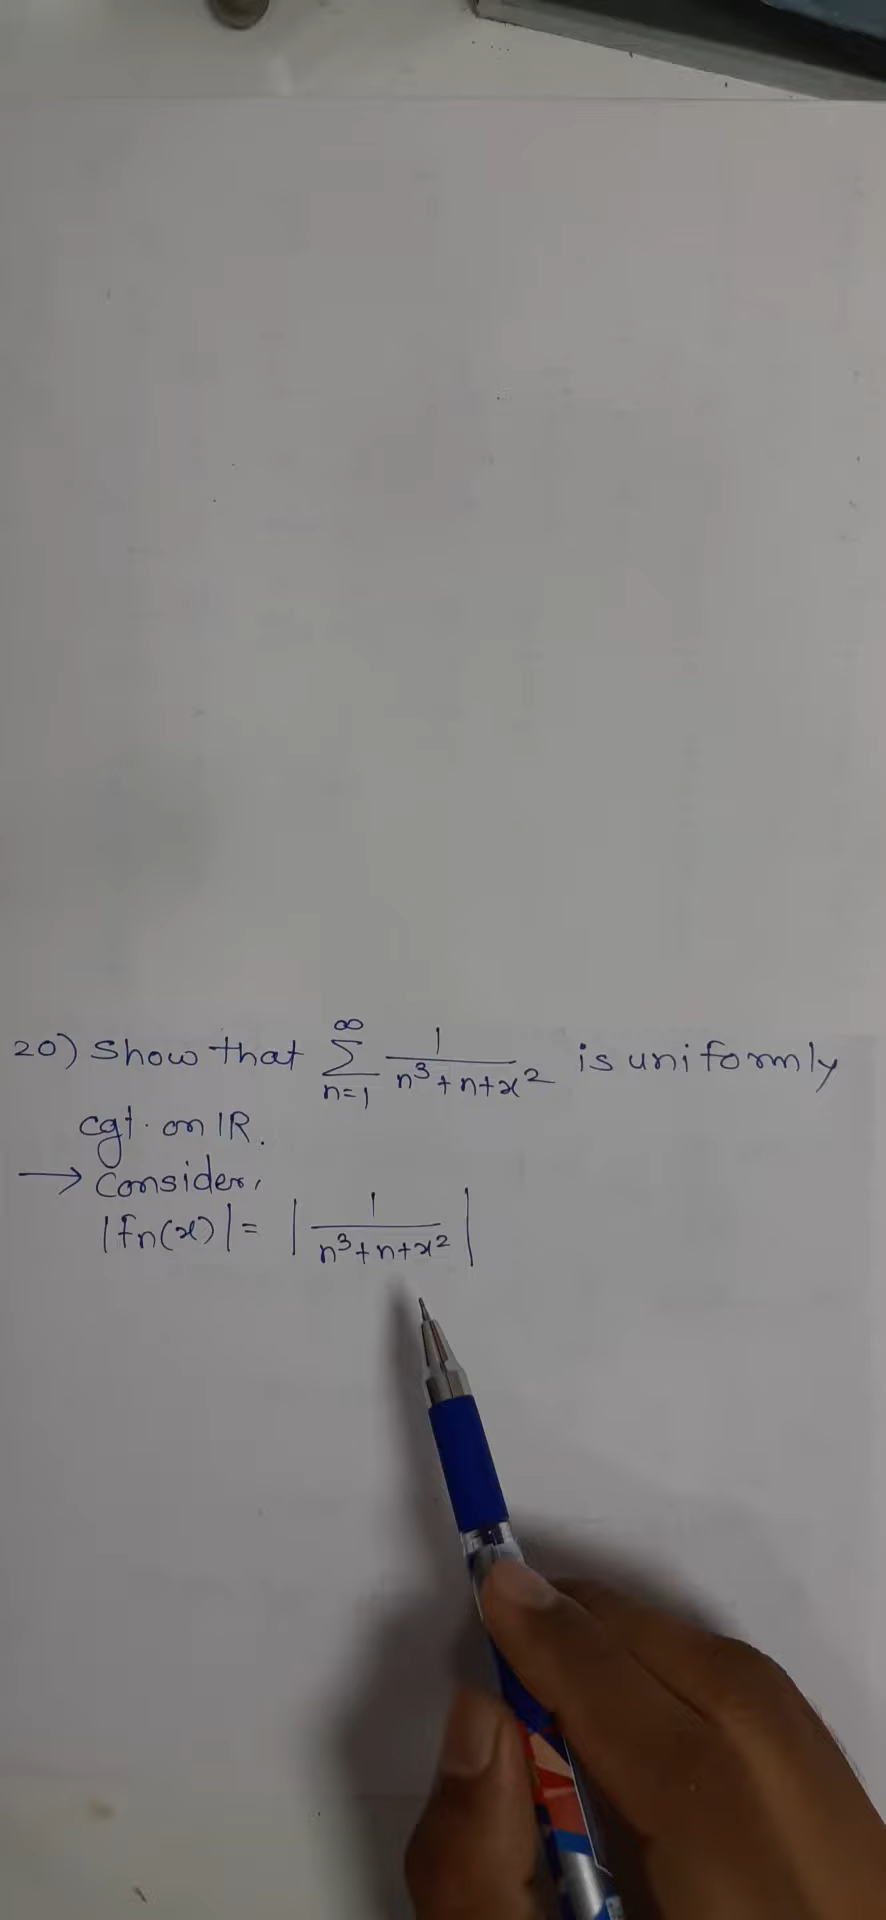 20) Show that ∑_{n=1}^{∞} 1/(n³+n+x²) is uniformly
cgt. on IR.
→ Consider,
|fn(x)| = |1/(n³+n+x²)|